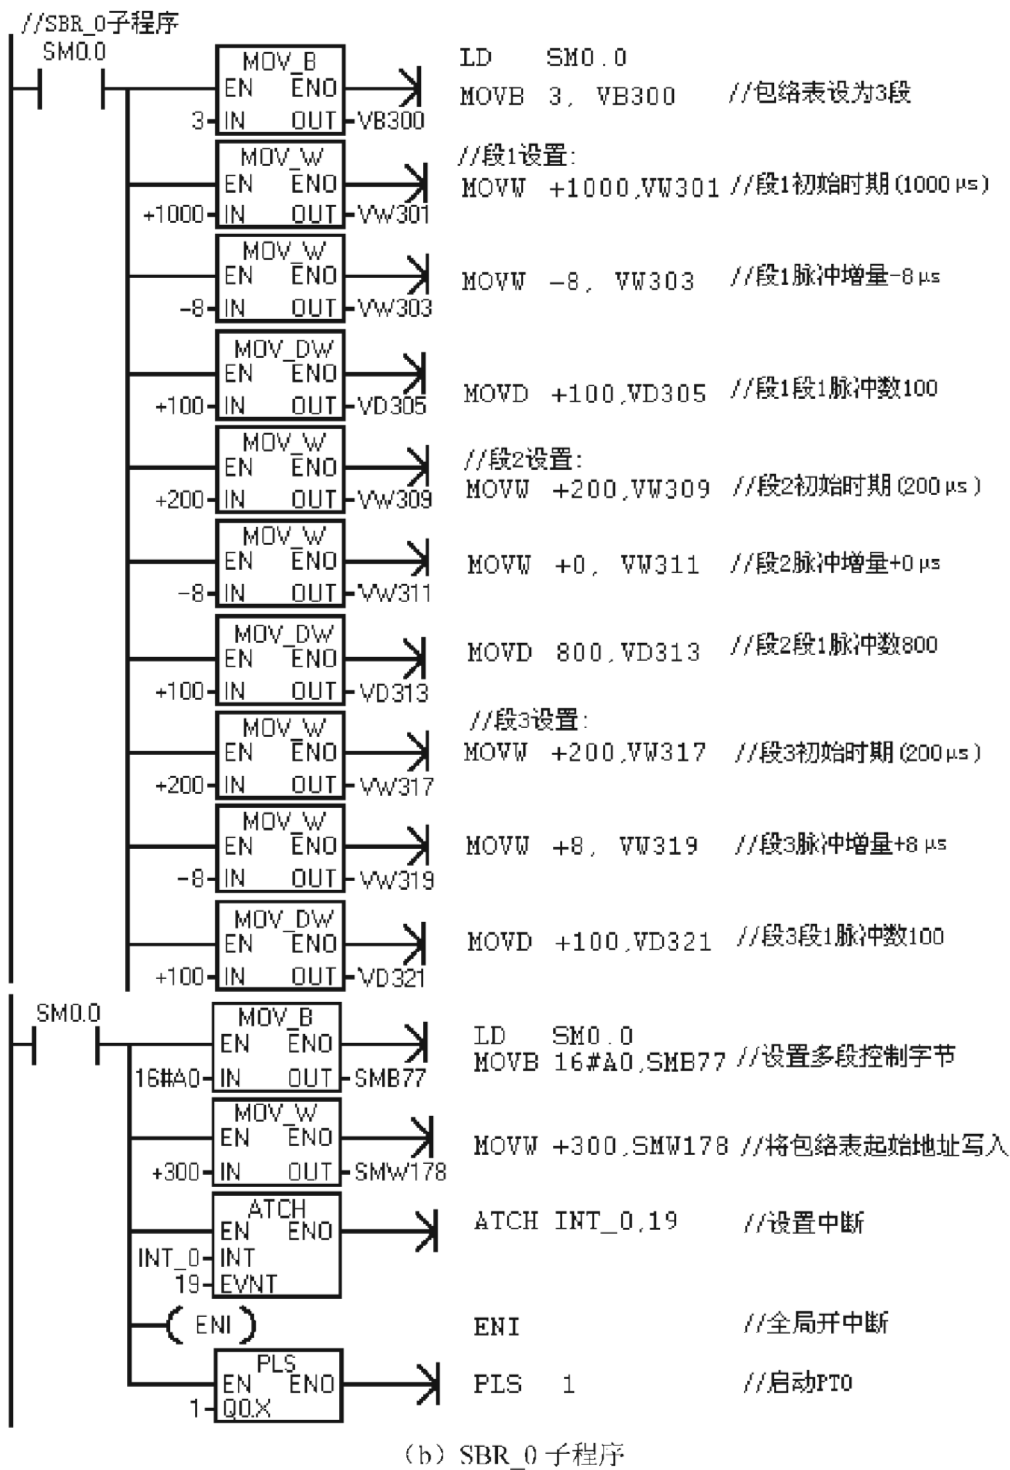 //SBR_0子程序
SM0.0
MOV_B
EN ENO
3 IN OUT VB300
LD SM0.0
MOVB 3, VB300 //包络表设为3段
MOV_W
EN ENO
+1000 IN OUT VW301
//段1设置:
MOVW +1000,VW301 //段1初始时期(1000μs)
MOV_W
EN ENO
-8 IN OUT VW303
MOVW -8, VW303 //段1脉冲增量-8μs
MOV_DW
EN ENO
+100 IN OUT VD305
MOVD +100,VD305 //段1段1脉冲数100
MOV_W
EN ENO
+200 IN OUT VW309
//段2设置:
MOVW +200,VW309 //段2初始时期(200μs)
MOV_W
EN ENO
-8 IN OUT VW311
MOVW +0, VW311 //段2脉冲增量+0μs
MOV_DW
EN ENO
+100 IN OUT VD313
MOVD 800,VD313 //段2段1脉冲数800
MOV_W
EN ENO
+200 IN OUT VW317
//段3设置:
MOVW +200,VW317 //段3初始时期(200μs)
MOV_W
EN ENO
-8 IN OUT VW319
MOVW +8, VW319 //段3脉冲增量+8μs
MOV_DW
EN ENO
+100 IN OUT VD321
MOVD +100,VD321 //段3段1脉冲数100
SM0.0
MOV_B
EN ENO
16#A0 IN OUT SMB77
LD SM0.0
MOVB 16#A0,SMB77 //设置多段控制字节
MOV_W
EN ENO
+300 IN OUT SMW178
MOVW +300,SMW178 //将包络表起始地址写入
ATCH
EN ENO
INT_0 INT
19 EVNT
ATCH INT_0,19 //设置中断
( ENI )
ENI //全局开中断
PLS
EN ENO
1 Q0.X
PLS 1 //启动PTO
（b）SBR_0 子程序